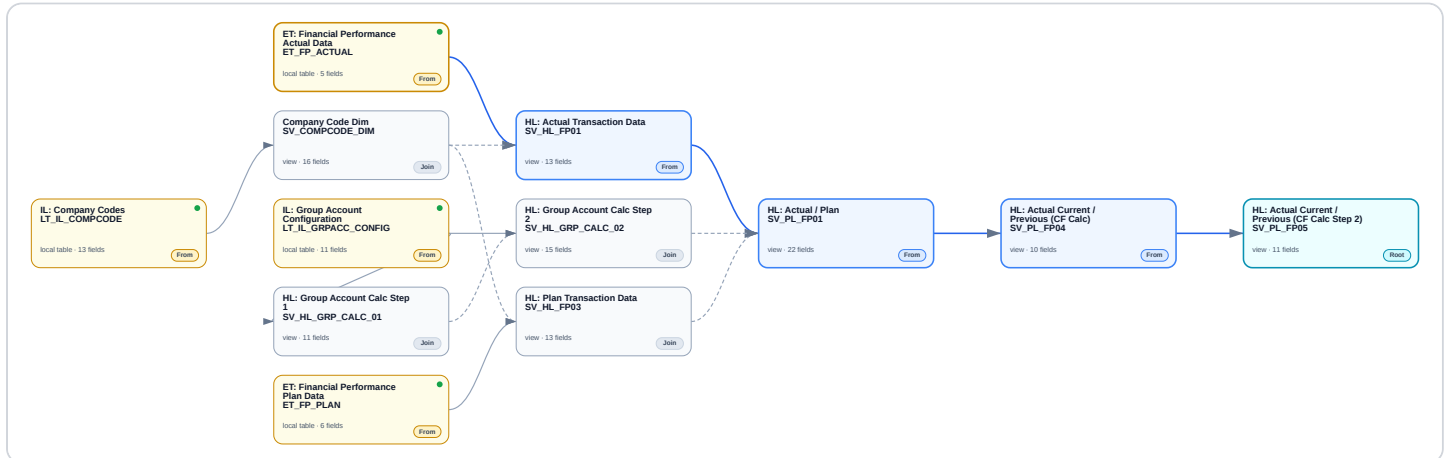 ET: Financial Performance
Actual Data
ET_FP_ACTUAL
local table · 5 fields
From
Company Code Dim
SV_COMPCODE_DIM
view · 16 fields
Join
HL: Actual Transaction Data
SV_HL_FP01
view · 13 fields
From
IL: Company Codes
LT_IL_COMPCODE
local table · 13 fields
From
IL: Group Account
Configuration
LT_IL_GRPACC_CONFIG
local table · 11 fields
From
HL: Group Account Calc Step
2
SV_HL_GRP_CALC_02
view · 15 fields
Join
HL: Actual / Plan
SV_PL_FP01
view · 22 fields
From
HL: Actual Current /
Previous (CF Calc)
SV_PL_FP04
view · 10 fields
From
HL: Actual Current /
Previous (CF Calc Step 2)
SV_PL_FP05
view · 11 fields
Root
HL: Group Account Calc Step
1
SV_HL_GRP_CALC_01
view · 11 fields
Join
HL: Plan Transaction Data
SV_HL_FP03
view · 13 fields
Join
ET: Financial Performance
Plan Data
ET_FP_PLAN
local table · 6 fields
From